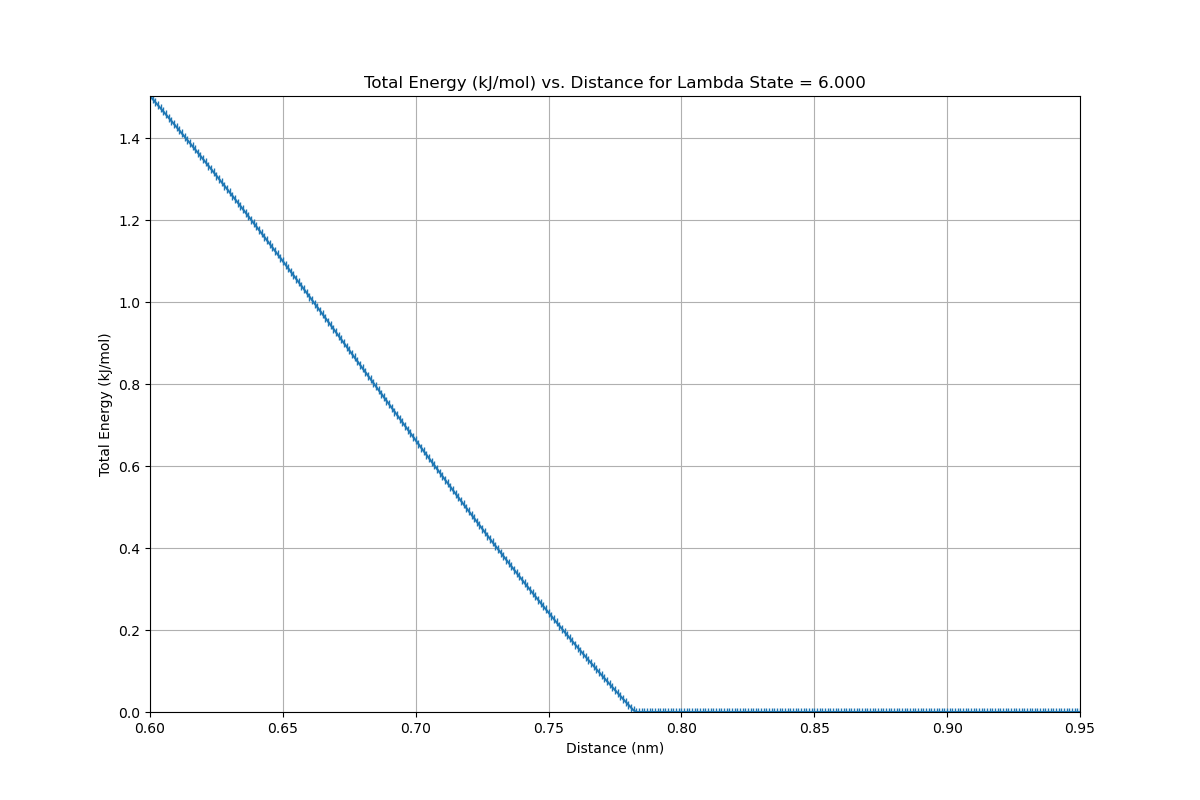 Total Energy (kJ/mol) vs. Distance for Lambda State = 6.000
Total Energy (kJ/mol)
1.4
1.2
1.0
0.8
0.6
0.4
0.2
0.0
0.60 0.65 0.70 0.75 0.80 0.85 0.90 0.95
Distance (nm)